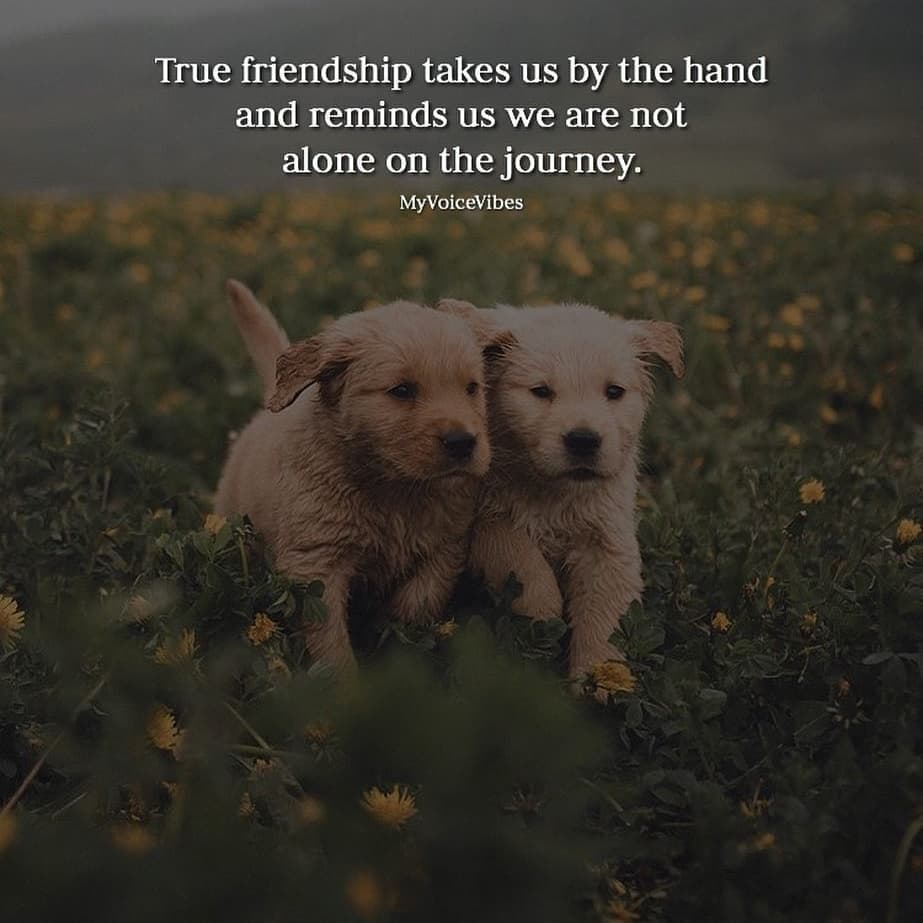 True friendship takes us by the hand
and reminds us we are not
alone on the journey.
MyVoiceVibes